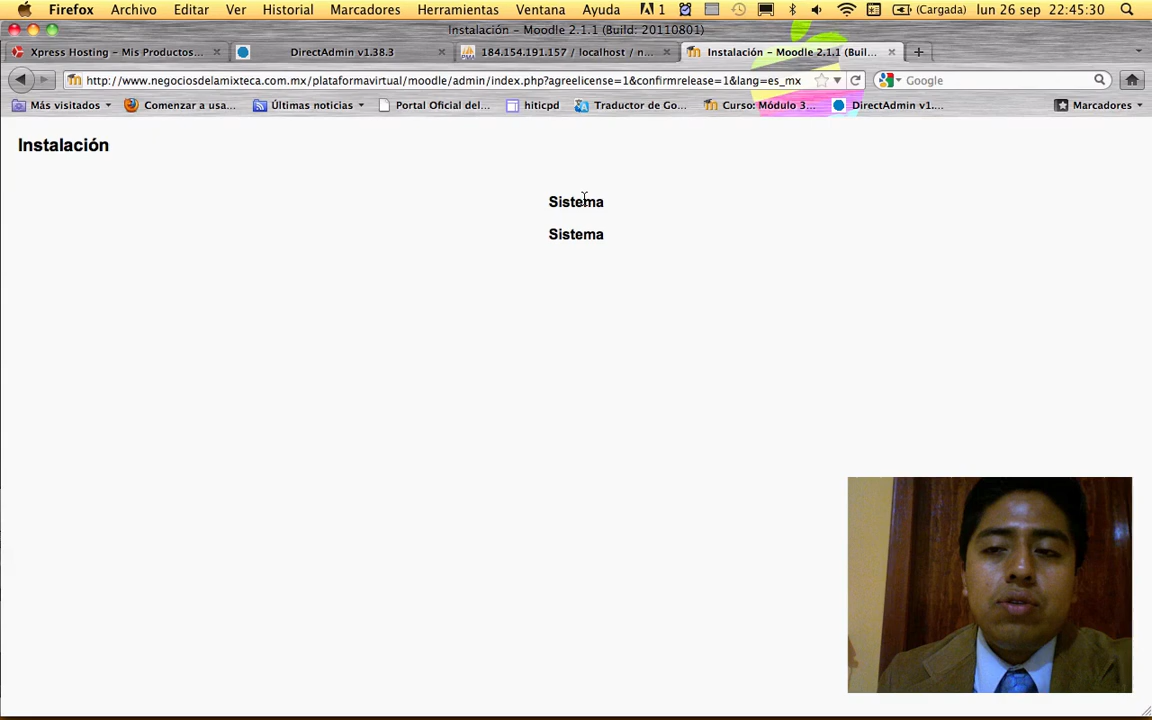 Firefox Archivo Editar Ver Historial Marcadores Herramientas Ventana Ayuda 1 (Cargada) lun 26 sep 22:45:30
Instalación – Moodle 2.1.1 (Build: 20110801)
Xpress Hosting – Mis Productos... DirectAdmin v1.38.3 184.154.191.157 / localhost / n... Instalación – Moodle 2.1.1 (Buil...
http://www.negociosdelamixteca.com.mx/plataformavirtual/moodle/admin/index.php?agreelicense=1&confirmrelease=1&lang=es_mx Google
Más visitados Comenzar a usa... Últimas noticias Portal Oficial del... hiticpd Traductor de Go... Curso: Módulo 3... DirectAdmin v1.... Marcadores
Instalación
Sistema
Sistema